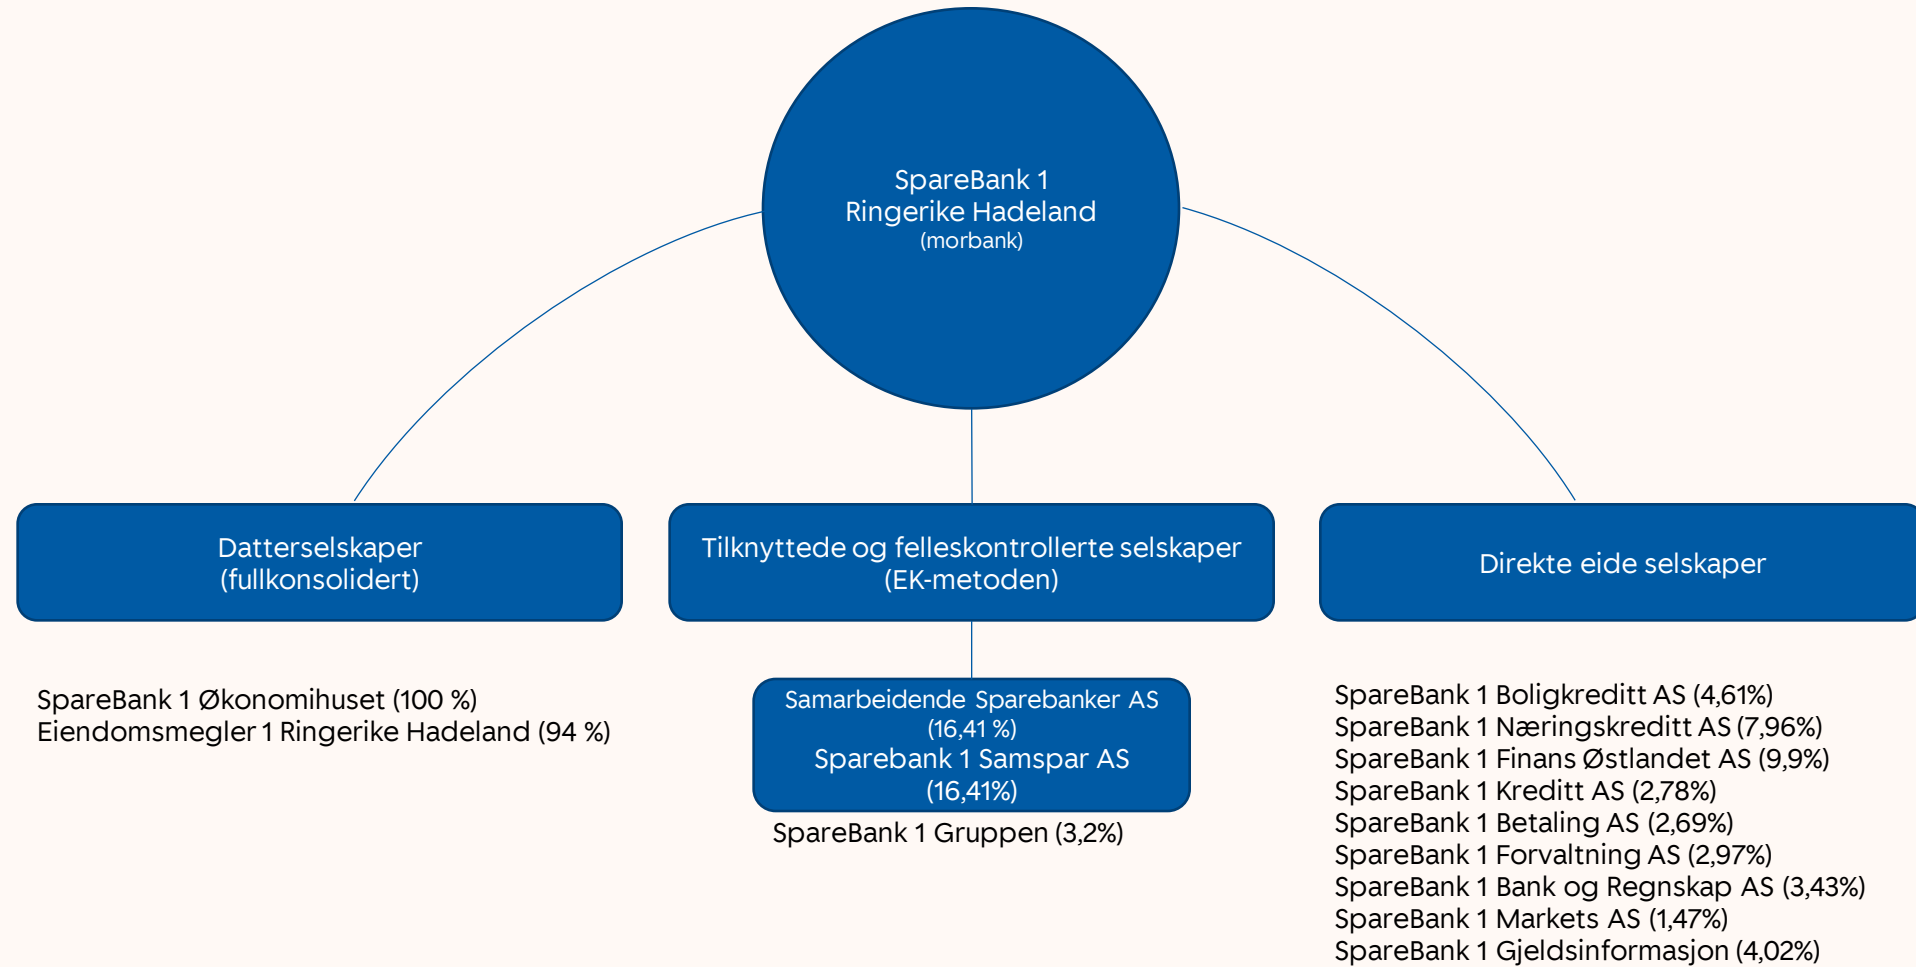 SpareBank 1
Ringerike Hadeland
(morbank)
Datterselskaper
(fullkonsolidert)
SpareBank 1 Økonomihuset (100 %)
Eiendomsmegler 1 Ringerike Hadeland (94 %)
Tilknyttede og felleskontrollerte selskaper
(EK-metoden)
Samarbeidende Sparebanker AS
(16,41 %)
Sparebank 1 Samspar AS
(16,41%)
SpareBank 1 Gruppen (3,2%)
Direkte eide selskaper
SpareBank 1 Boligkreditt AS (4,61%)
SpareBank 1 Næringskreditt AS (7,96%)
SpareBank 1 Finans Østlandet AS (9,9%)
SpareBank 1 Kreditt AS (2,78%)
SpareBank 1 Betaling AS (2,69%)
SpareBank 1 Forvaltning AS (2,97%)
SpareBank 1 Bank og Regnskap AS (3,43%)
SpareBank 1 Markets AS (1,47%)
SpareBank 1 Gjeldsinformasjon (4,02%)